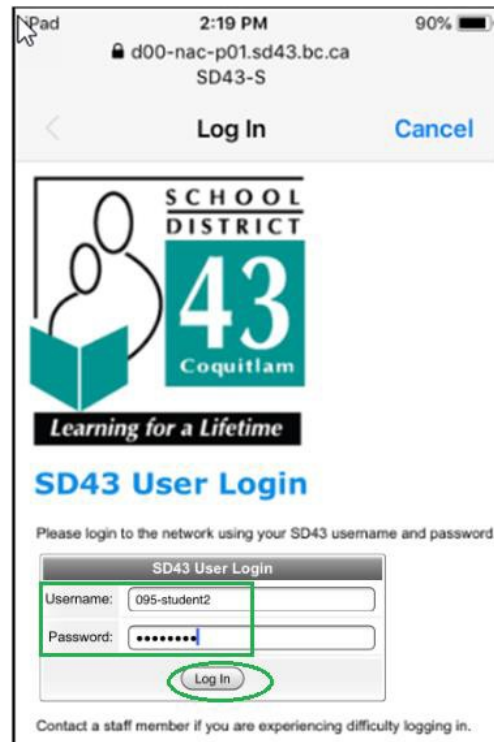 iPad 2:19 PM 90%
d00-nac-p01.sd43.bc.ca
SD43-S
Log In Cancel
SCHOOL
DISTRICT
43
Coquitlam
Learning for a Lifetime
SD43 User Login
Please login to the network using your SD43 username and password
SD43 User Login
Username: 095-student2
Password: ••••••••
Log In
Contact a staff member if you are experiencing difficulty logging in.